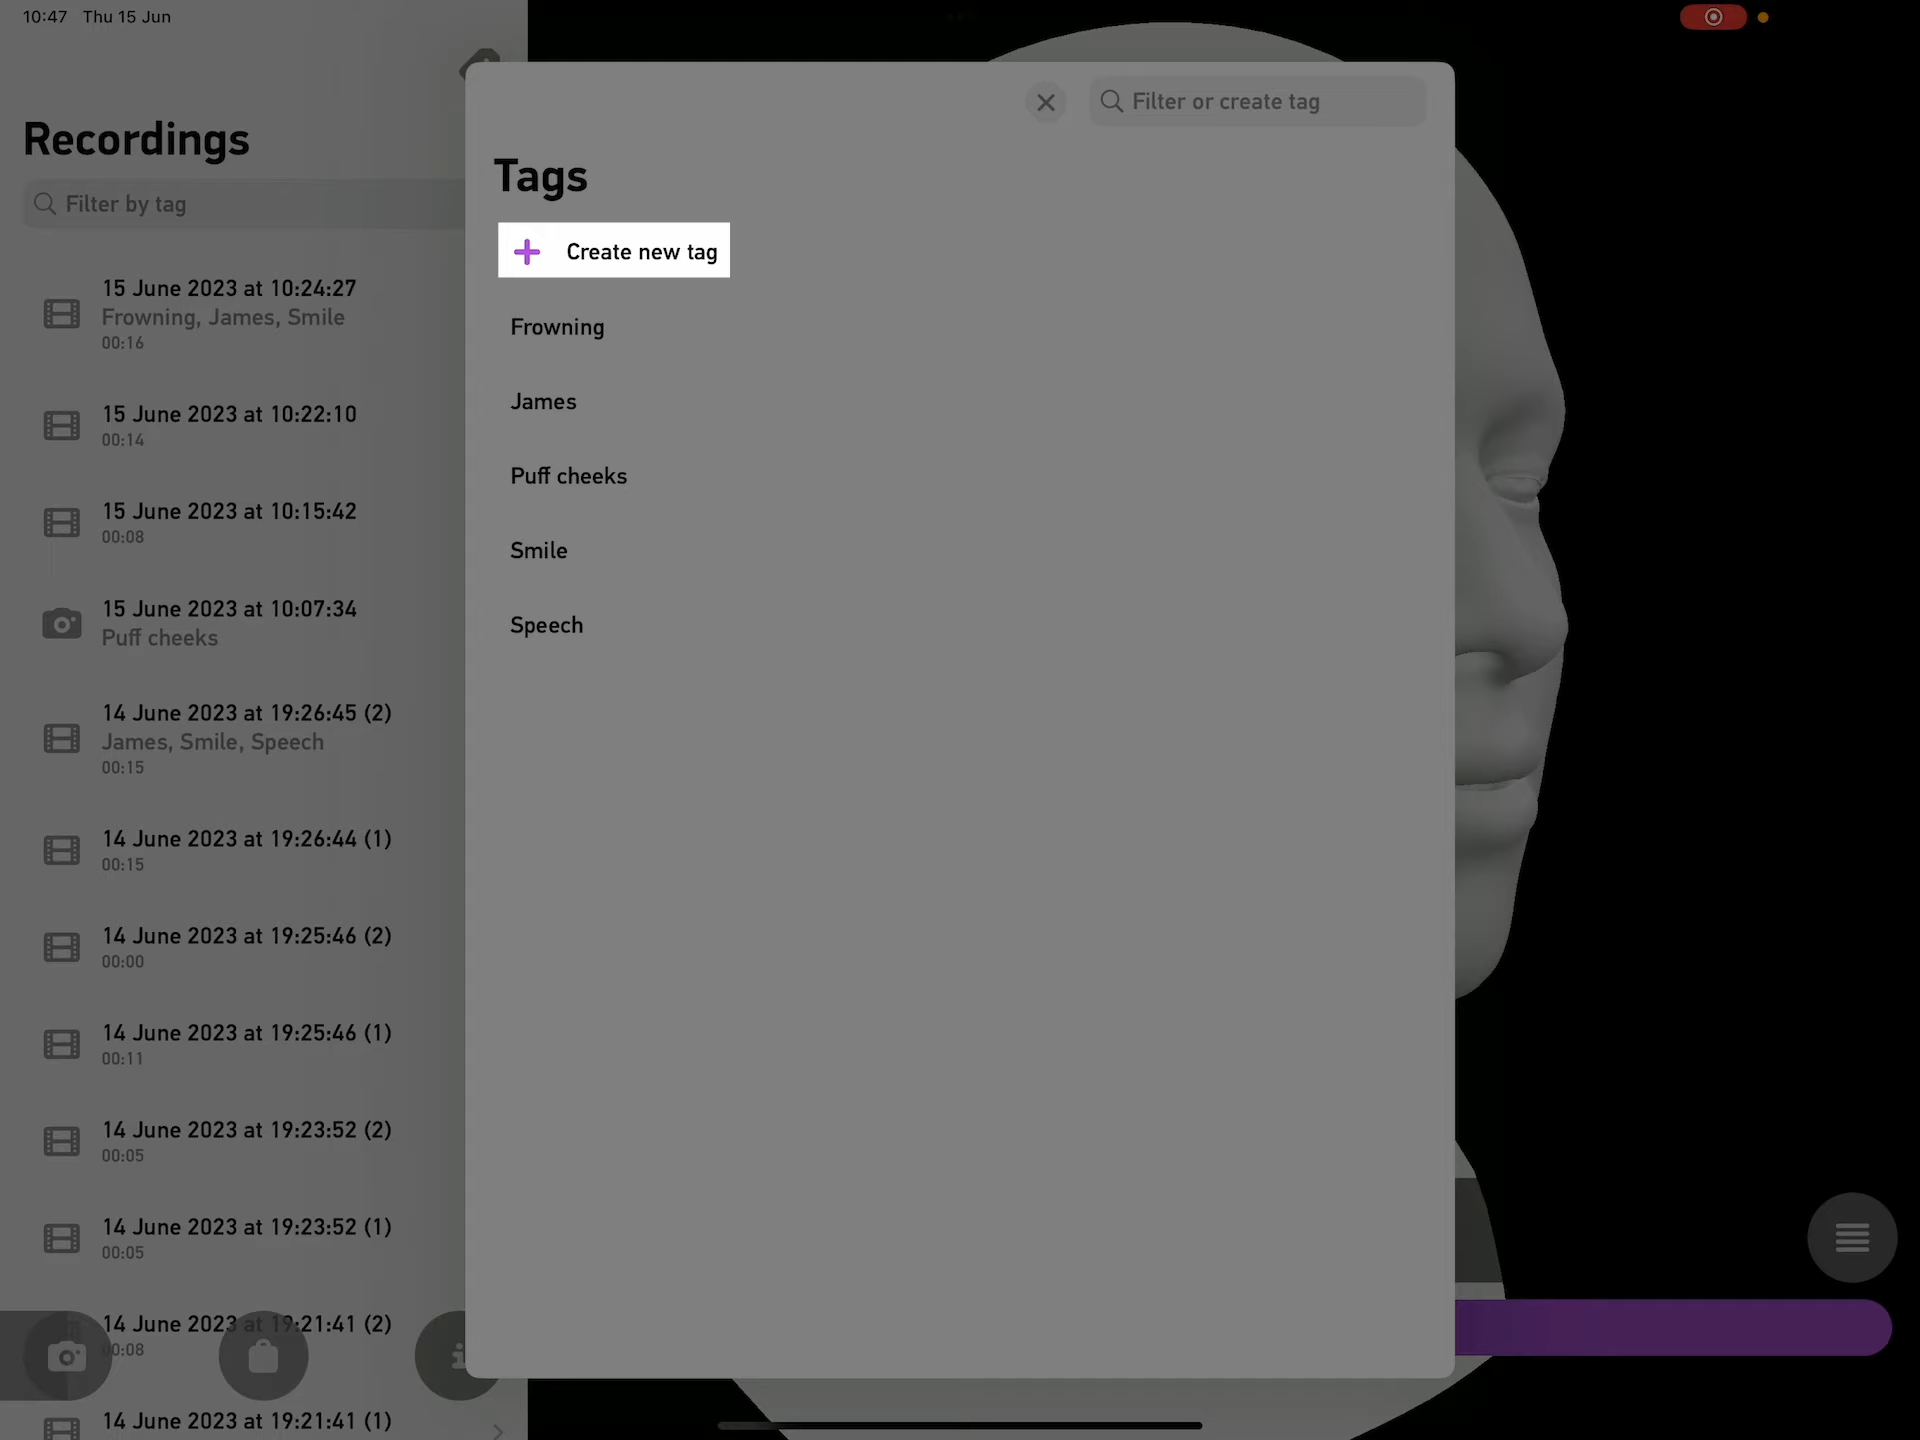 10:47 Thu 15 Jun
Recordings
Filter by tag
15 June 2023 at 10:24:27
Frowning, James, Smile
00:16
15 June 2023 at 10:22:10
00:14
15 June 2023 at 10:15:42
00:08
15 June 2023 at 10:07:34
Puff cheeks
14 June 2023 at 19:26:45 (2)
James, Smile, Speech
00:15
14 June 2023 at 19:26:44 (1)
00:15
14 June 2023 at 19:25:46 (2)
00:00
14 June 2023 at 19:25:46 (1)
00:11
14 June 2023 at 19:23:52 (2)
00:05
14 June 2023 at 19:23:52 (1)
00:05
14 June 2023 at 19:21:41 (2)
00:08
14 June 2023 at 19:21:41 (1)
Filter or create tag
Tags
Create new tag
Frowning
James
Puff cheeks
Smile
Speech